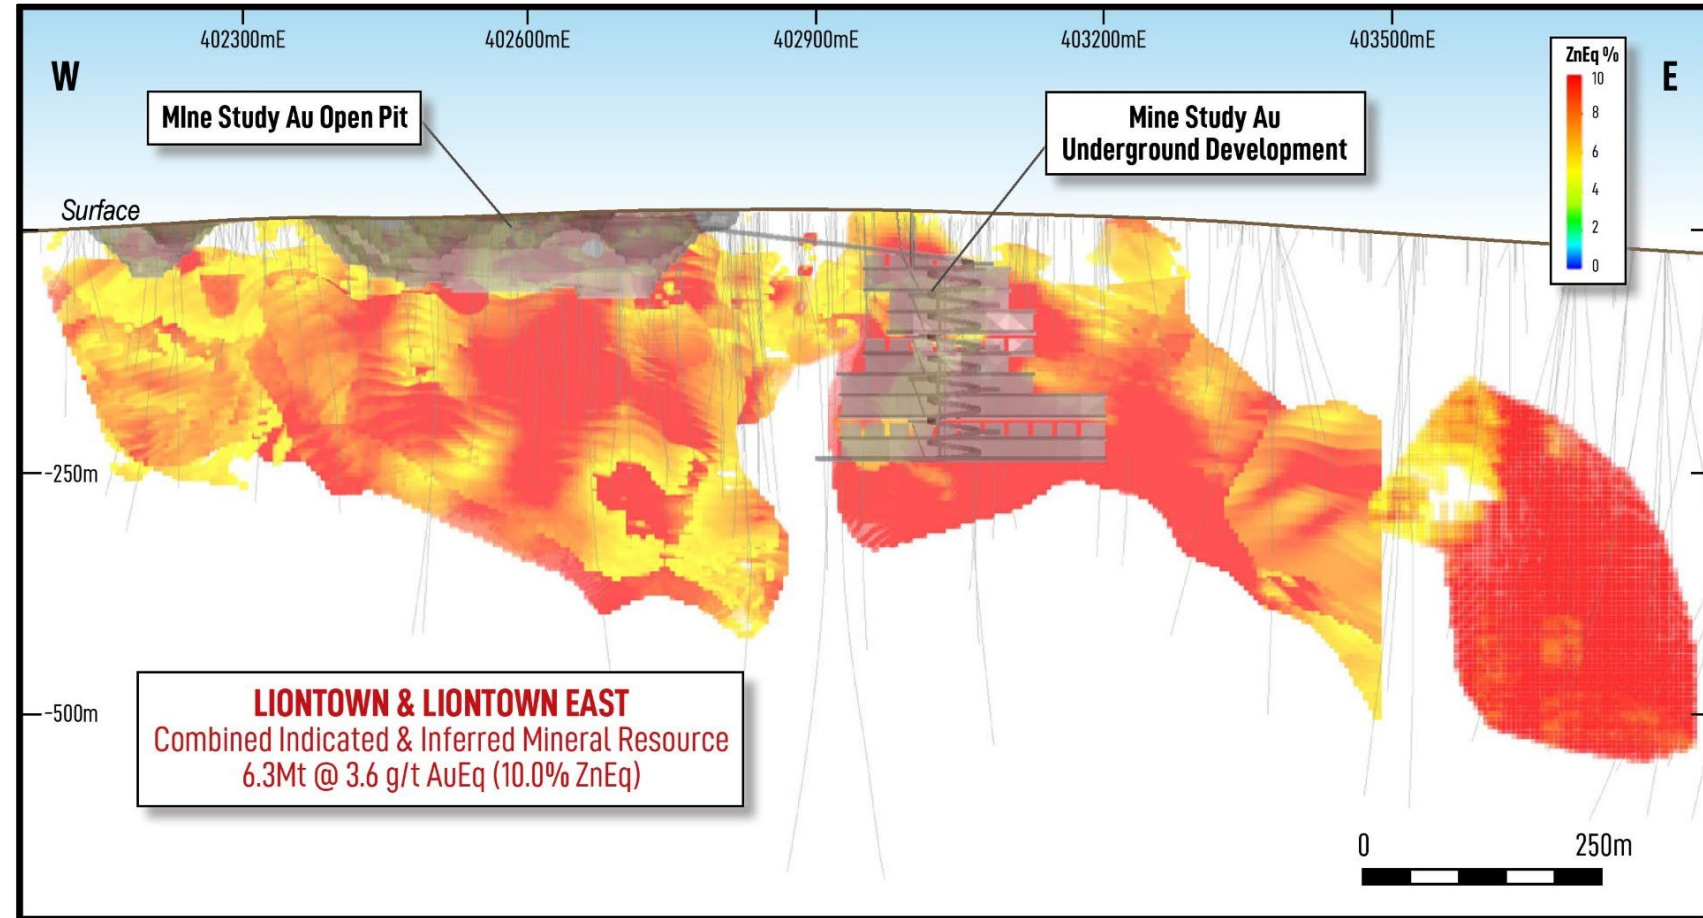 402300mE
402600mE
402900mE
403200mE
403500mE
W
E
ZnEq %
10
8
6
4
2
0
MIne Study Au Open Pit
Mine Study Au
Underground Development
Surface
-250m
-500m
LIONTOWN & LIONTOWN EAST
Combined Indicated & Inferred Mineral Resource
6.3Mt @ 3.6 g/t AuEq (10.0% ZnEq)
0
250m